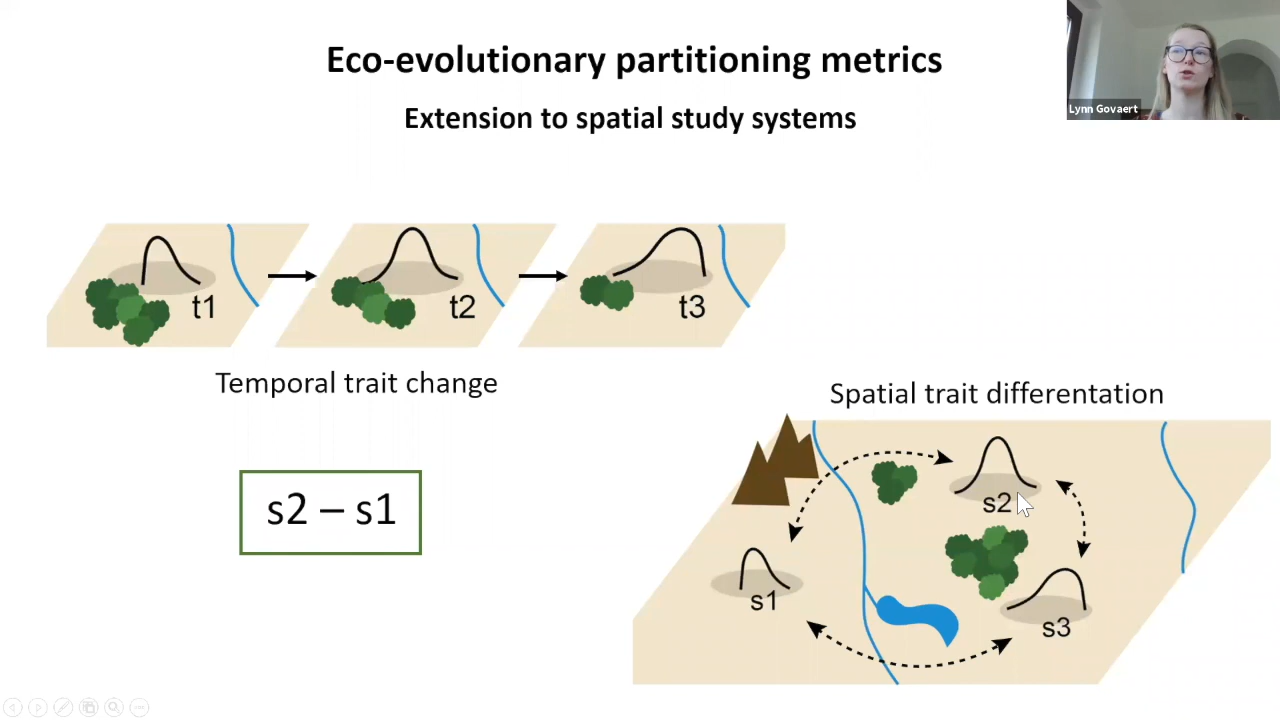 Eco-evolutionary partitioning metrics
Extension to spatial study systems
Lynn Govaert
t1
t2
t3
Temporal trait change
Spatial trait differentation
s2 – s1
s2
s1
s3